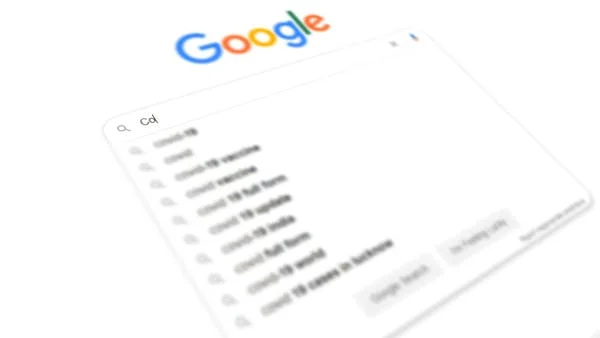 Google
Co
covid-19
covid
covid-19 vaccine
covid vaccine
covid 19 full form
covid 19 update
covid-19 india
covid full form
covid-19 world
covid 19 cases in lucknow
Google Search
I'm Feeling Lucky